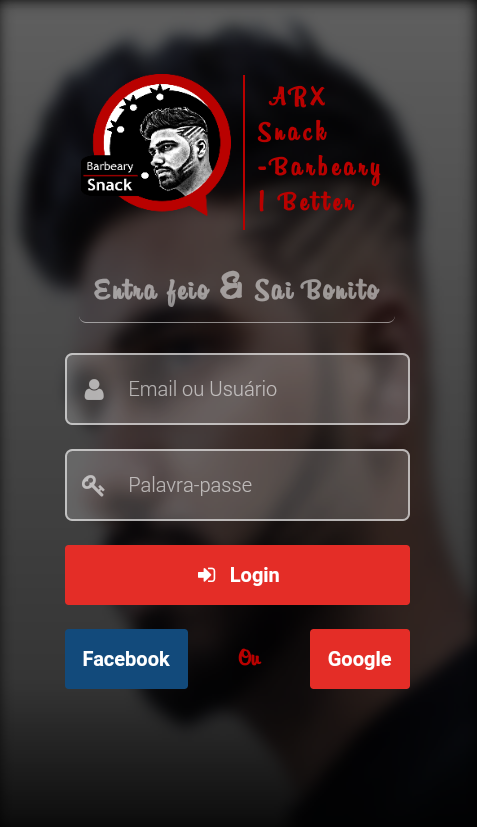 Barbeary
Snack
ARX
Snack
-Barbeary
| Better
Entra feio & Sai Bonito
Email ou Usuário
Palavra-passe
Login
Facebook
Ou
Google